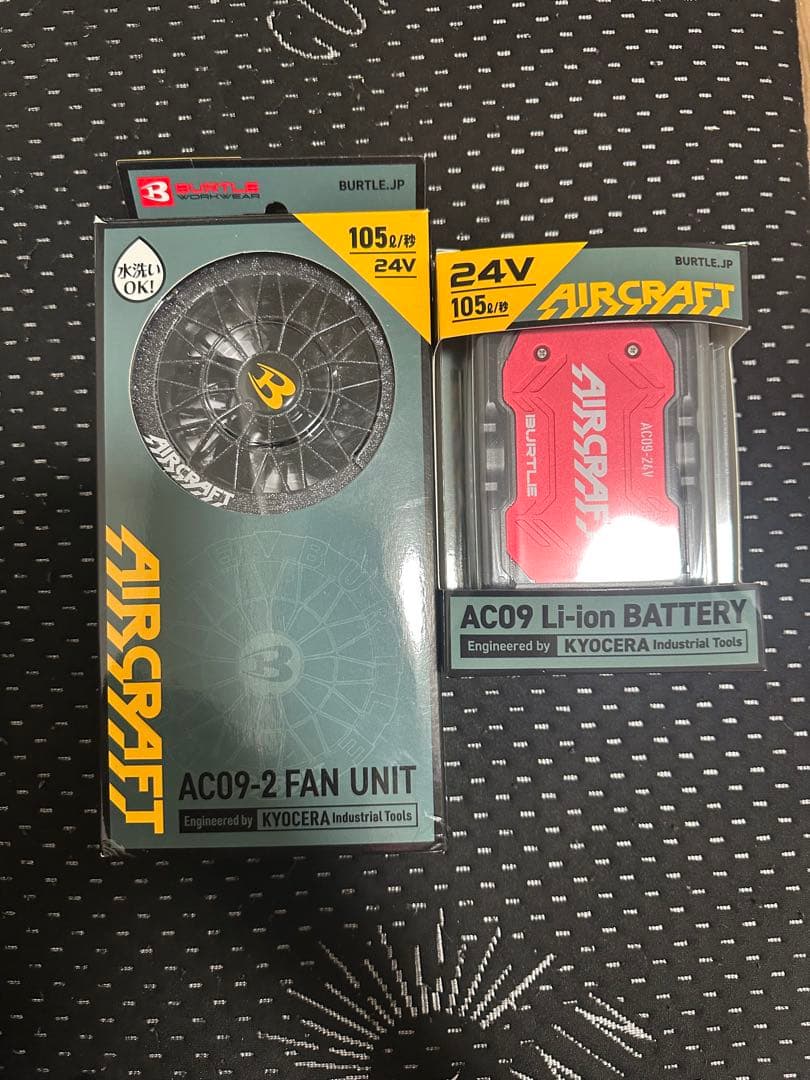 BURTLE
WORKWEAR
BURTLE.JP
105ℓ/秒
24V
水洗い
OK!
B
AIRCRAFT
AIRCRAFT
AC09-2 FAN UNIT
Engineered by KYOCERA Industrial Tools
24V
105ℓ/秒
BURTLE.JP
AIRCRAFT
AIRCRAFT
AC09-24V
BURTLE
AC09 Li-ion BATTERY
Engineered by KYOCERA Industrial Tools